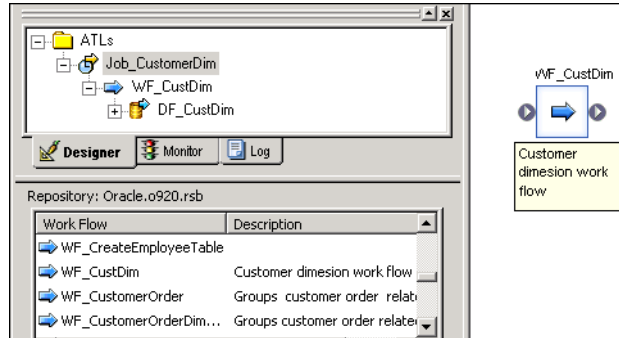 ATLs
Job_CustomerDim
WF_CustDim
DF_CustDim
Designer Monitor Log
Repository: Oracle.o920.rsb
Work Flow Description
WF_CreateEmployeeTable
WF_CustDim Customer dimesion work flow
WF_CustomerOrder Groups customer order relat
WF_CustomerOrderDim... Groups customer order relate
WF_CustDim
Customer
dimesion work
flow